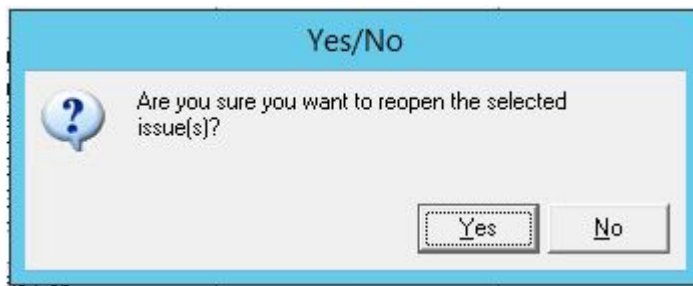 Yes/No
Are you sure you want to reopen the selected
issue(s)?
Yes
No